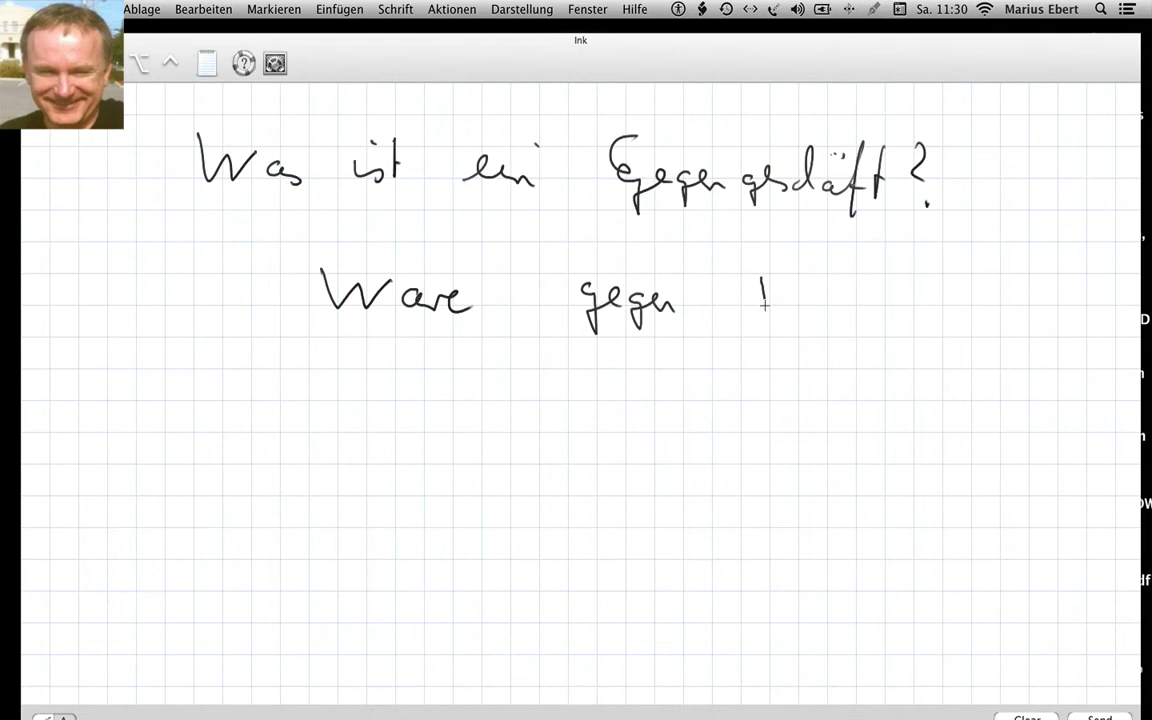 Ablage Bearbeiten Markieren Einfügen Schrift Aktionen Darstellung Fenster Hilfe Sa. 11:30 Marius Ebert
Ink
Was ist ein Gegengeschäft?
Ware gegen
Clear Send